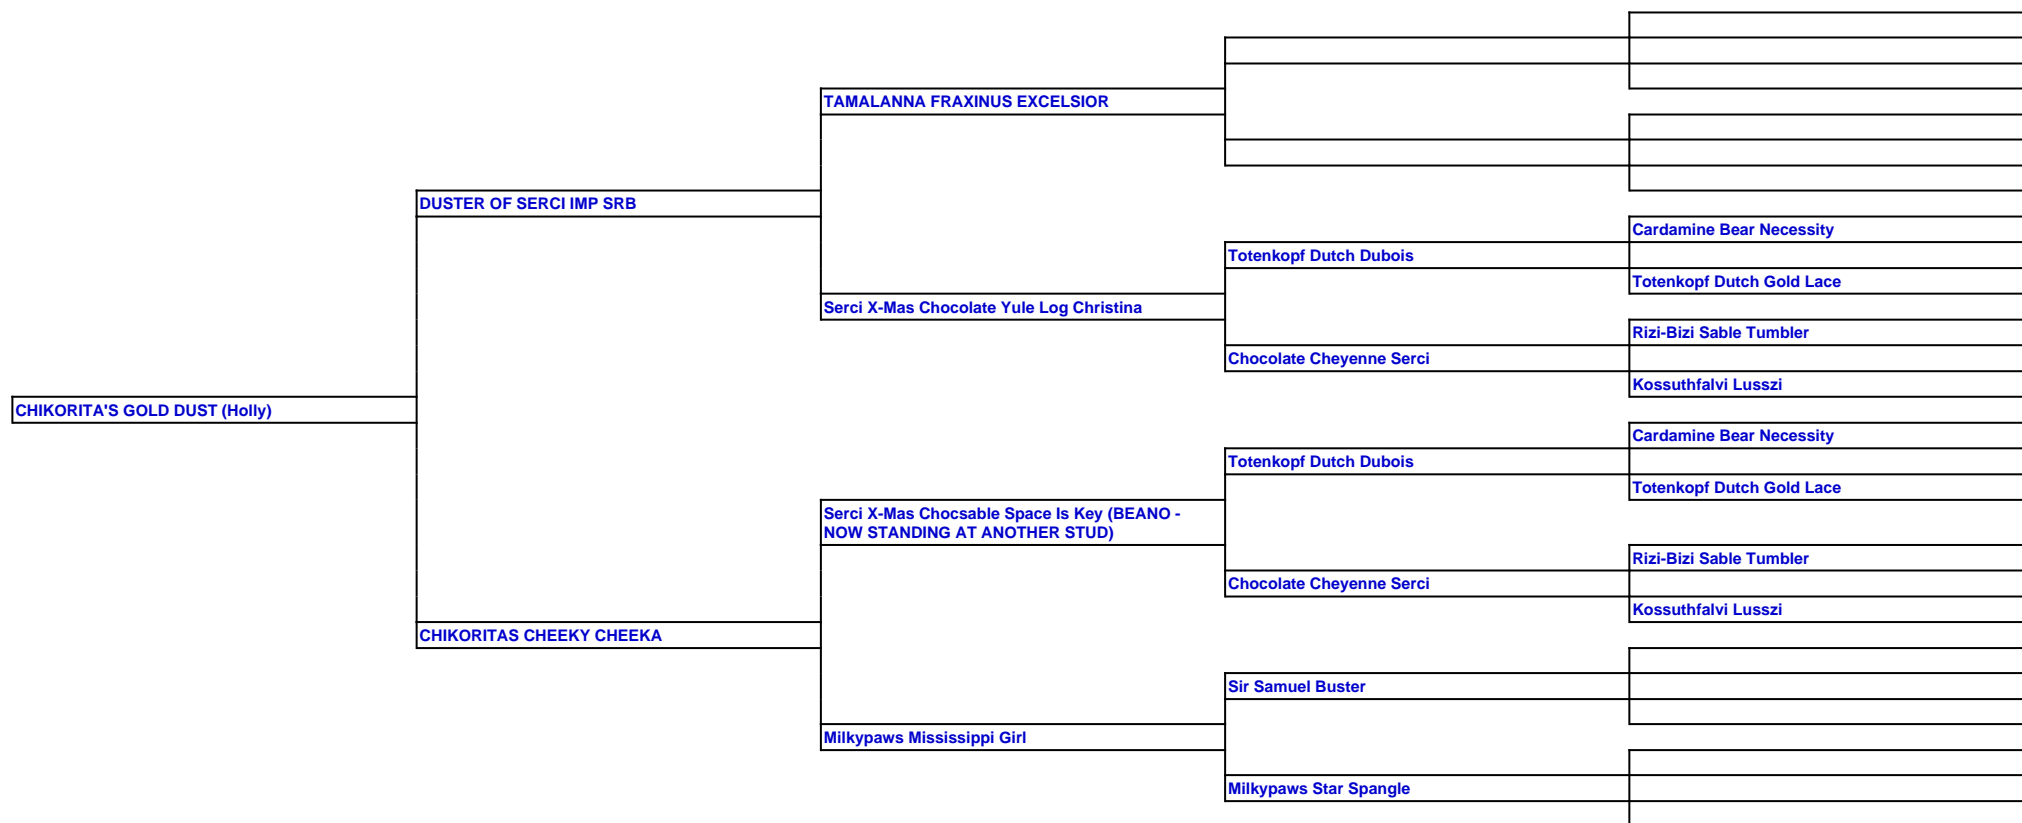 TAMALANNA FRAXINUS EXCELSIOR
DUSTER OF SERCI IMP SRB
Cardamine Bear Necessity
Totenkopf Dutch Dubois
Totenkopf Dutch Gold Lace
Serci X-Mas Chocolate Yule Log Christina
Rizi-Bizi Sable Tumbler
Chocolate Cheyenne Serci
Kossuthfalvi Lusszi
CHIKORITA'S GOLD DUST (Holly)
Cardamine Bear Necessity
Totenkopf Dutch Dubois
Totenkopf Dutch Gold Lace
Serci X-Mas Chocsable Space Is Key (BEANO -
NOW STANDING AT ANOTHER STUD)
Rizi-Bizi Sable Tumbler
Chocolate Cheyenne Serci
Kossuthfalvi Lusszi
CHIKORITAS CHEEKY CHEEKA
Sir Samuel Buster
Milkypaws Mississippi Girl
Milkypaws Star Spangle